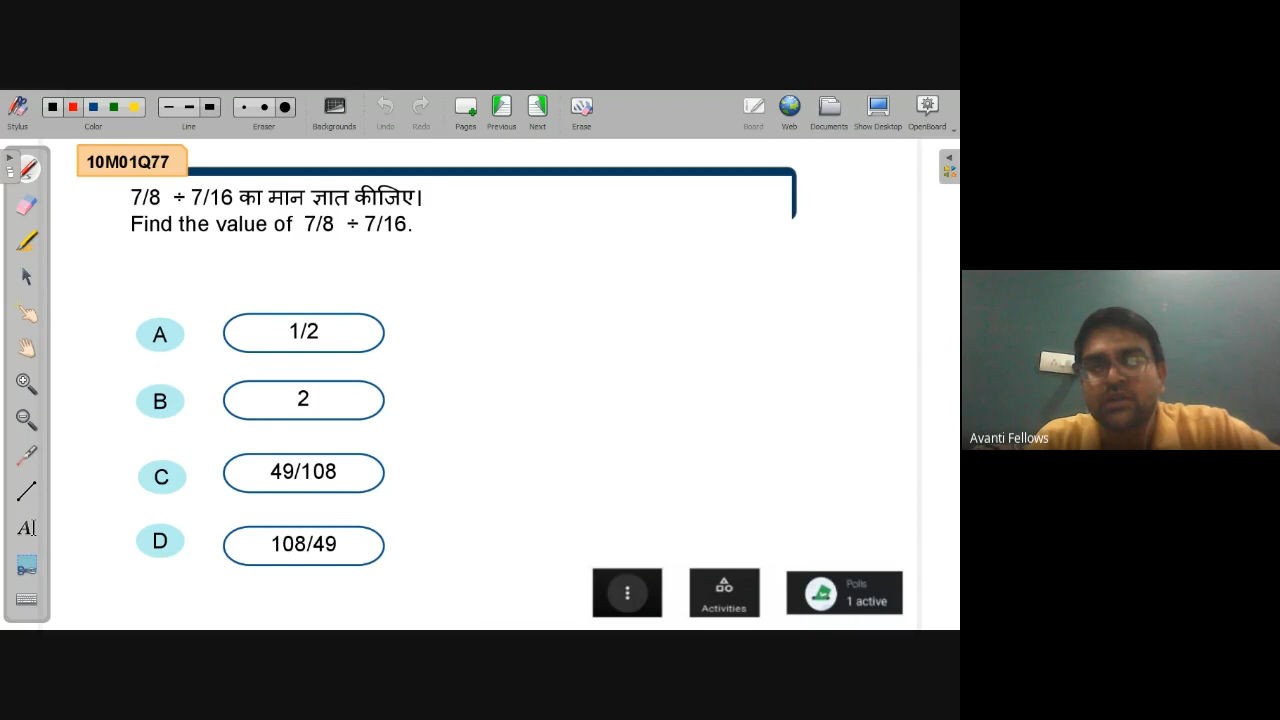 Stylus
Color
Line
Eraser
Backgrounds
Undo
Redo
Pages
Previous
Next
Erase
Board
Web
Documents
Show Desktop
OpenBoard
10M01Q77
7/8 ÷ 7/16 का मान ज्ञात कीजिए।
Find the value of 7/8 ÷ 7/16.
A
1/2
B
2
C
49/108
D
108/49
Activities
Polls
1 active
Avanti Fellows